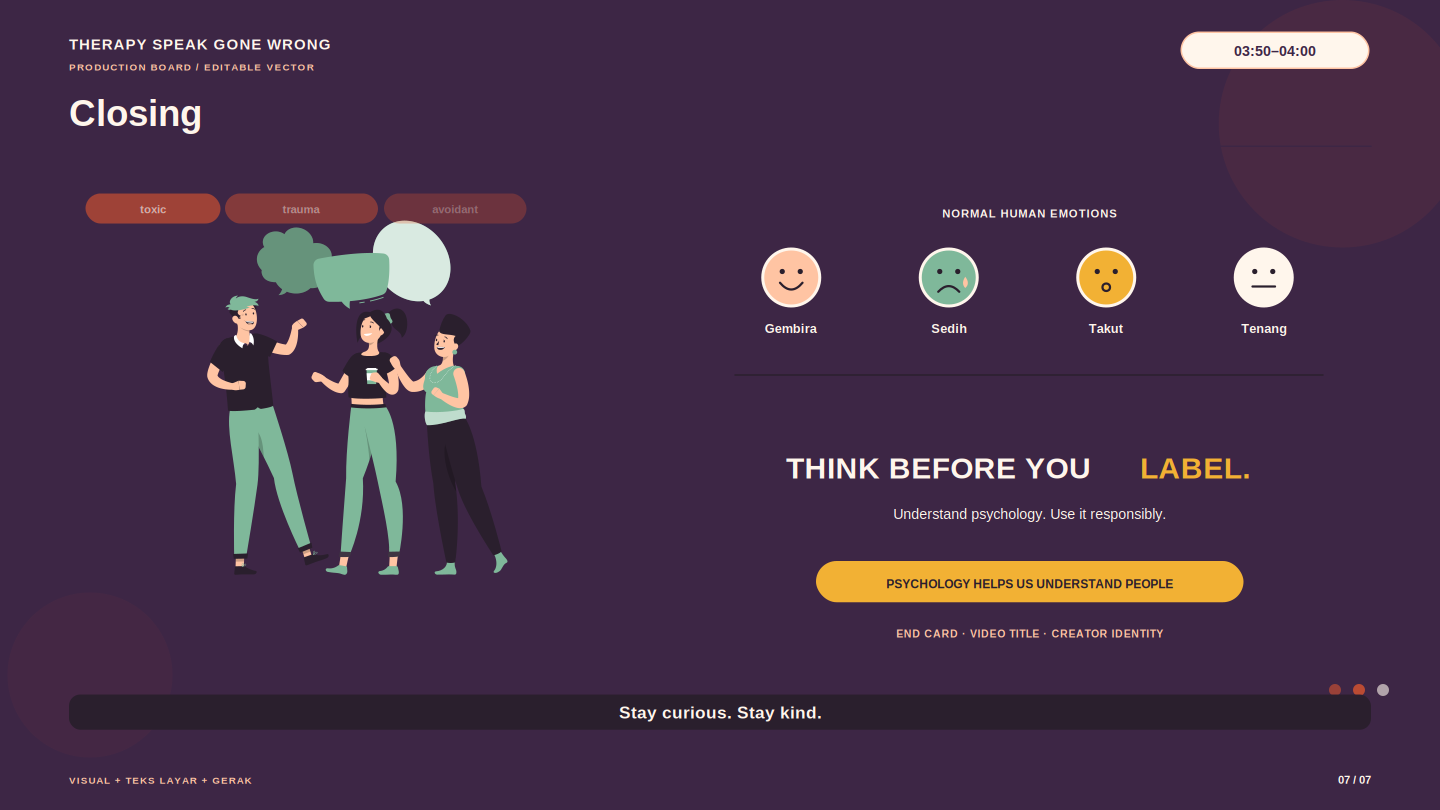 THERAPY SPEAK GONE WRONG
PRODUCTION BOARD / EDITABLE VECTOR
03:50–04:00
Closing
toxic
trauma
avoidant
NORMAL HUMAN EMOTIONS
Gembira
Sedih
Takut
Tenang
THINK BEFORE YOU LABEL.
Understand psychology. Use it responsibly.
PSYCHOLOGY HELPS US UNDERSTAND PEOPLE
END CARD · VIDEO TITLE · CREATOR IDENTITY
Stay curious. Stay kind.
VISUAL + TEKS LAYAR + GERAK
07 / 07